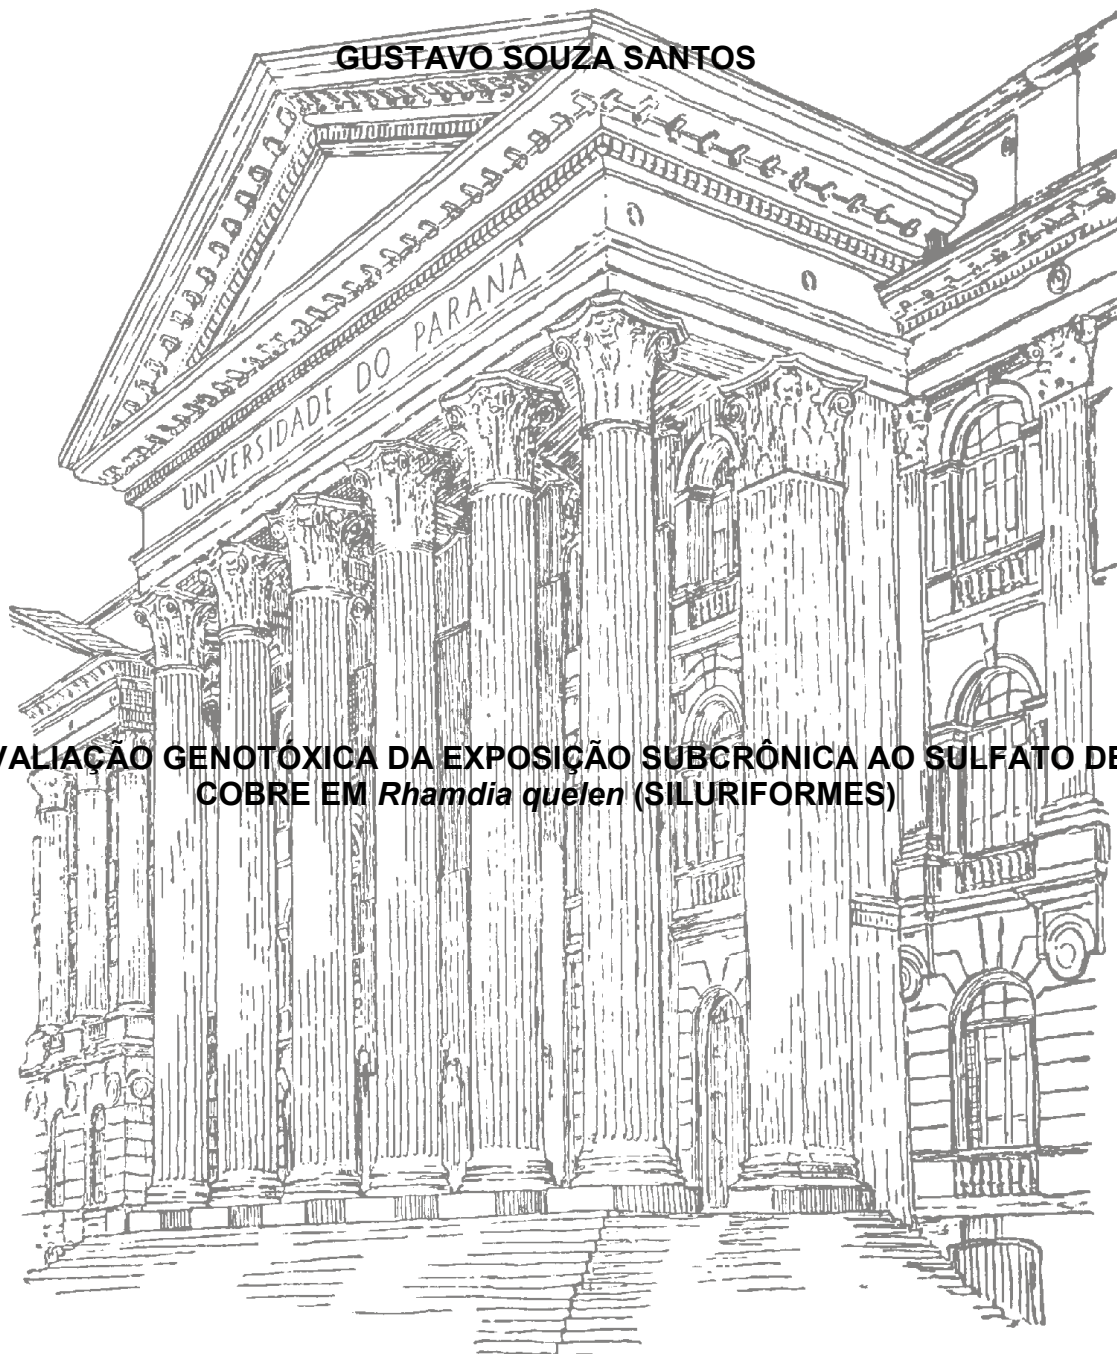 GUSTAVO SOUZA SANTOS
UNIVERSIDADE DO PARANÁ
VALIAÇÃO GENOTÓXICA DA EXPOSIÇÃO SUBCRÔNICA AO SULFATO DE
COBRE EM Rhamdia quelen (SILURIFORMES)